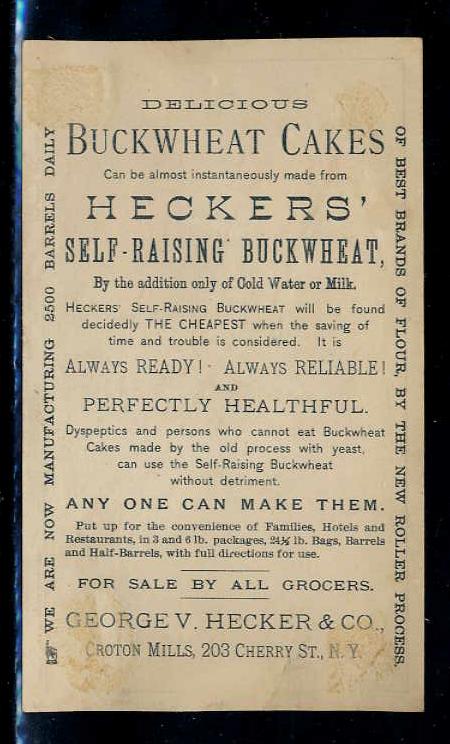 DELICIOUS
BUCKWHEAT CAKES
Can be almost instantaneously made from
HECKERS'
SELF-RAISING BUCKWHEAT,
By the addition only of Cold Water or Milk.
HECKERS' SELF-RAISING BUCKWHEAT will be found
decidedly THE CHEAPEST when the saving of
time and trouble is considered. It is
ALWAYS READY! · ALWAYS RELIABLE!
AND
PERFECTLY HEALTHFUL.
Dyspeptics and persons who cannot eat Buckwheat
Cakes made by the old process with yeast,
can use the Self-Raising Buckwheat
without detriment.
ANY ONE CAN MAKE THEM.
Put up for the convenience of Families, Hotels and
Restaurants, in 3 and 6 lb. packages, 24½ lb. Bags, Barrels
and Half-Barrels, with full directions for use.
FOR SALE BY ALL GROCERS.
GEORGE V. HECKER & CO.,
CROTON MILLS, 203 CHERRY ST., N. Y.
☞ WE ARE NOW MANUFACTURING 2500 BARRELS DAILY
OF BEST BRANDS OF FLOUR, BY THE NEW ROLLER PROCESS.